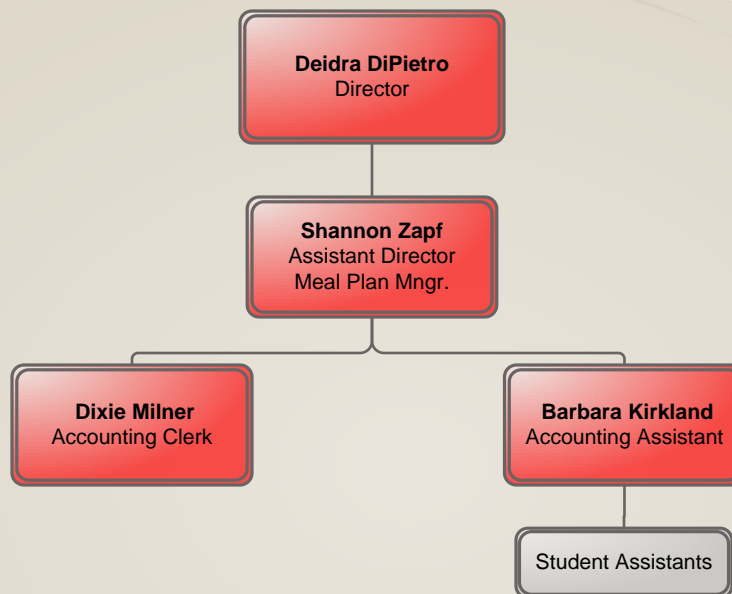 Deidra DiPietro
Director
Shannon Zapf
Assistant Director
Meal Plan Mngr.
Dixie Milner
Accounting Clerk
Barbara Kirkland
Accounting Assistant
Student Assistants